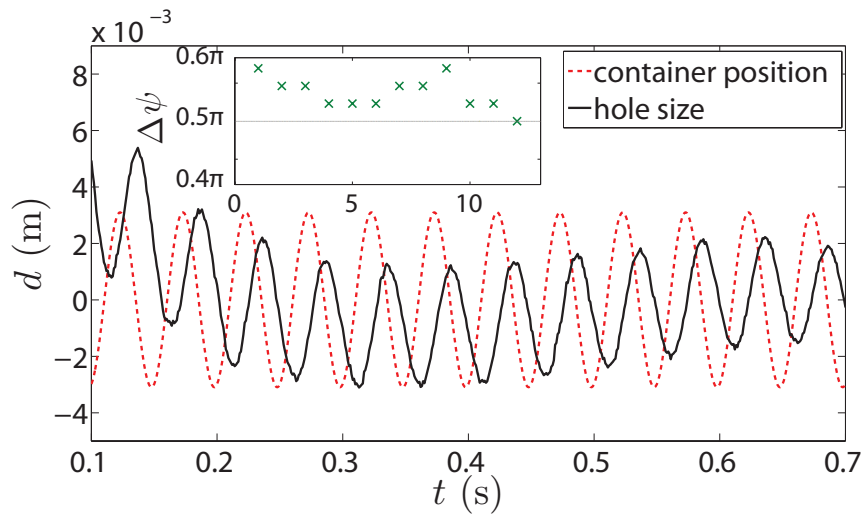 x 10⁻³
8
6
4
2
0
−2
−4
d (m)
0.1 0.2 0.3 0.4 0.5 0.6 0.7
t (s)
container position
hole size
0.6π
0.5π
0.4π
Δψ
0 5 10